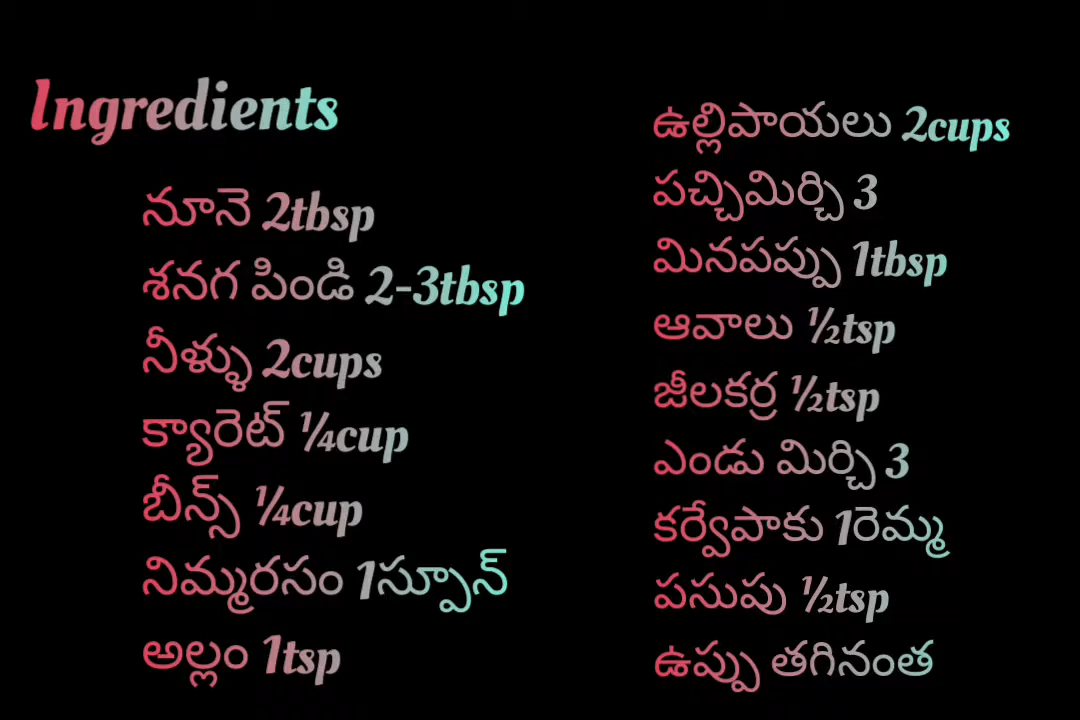 Ingredients
నూనె 2tbsp
శనగ పిండి 2-3tbsp
నీళ్ళు 2cups
క్యారెట్ ¼cup
బీన్స్ ¼cup
నిమ్మరసం 1స్పూన్
అల్లం 1tsp
ఉల్లిపాయలు 2cups
పచ్చిమిర్చి 3
మినపప్పు 1tbsp
ఆవాలు ½tsp
జీలకర్ర ½tsp
ఎండు మిర్చి 3
కర్వేపాకు 1రెమ్మ
పసుపు ½tsp
ఉప్పు తగినంత